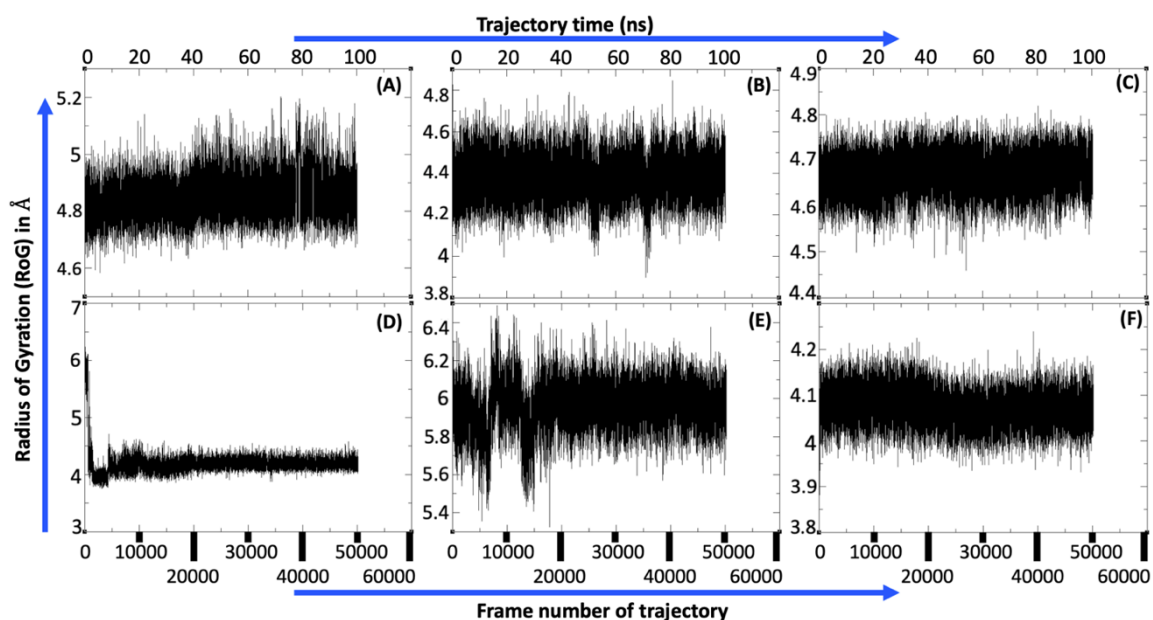 Trajectory time (ns)
0 20 40 60 80 100 0 20 40 60 80 100 0 20 40 60 80 100
(A) (B) (C)
5.2 5 4.8 4.6
4.8 4.6 4.4 4.2 4 3.8
4.9 4.8 4.7 4.6 4.5 4.4
Radius of Gyration (RoG) in Å
(D) (E) (F)
7 6 5 4 3
6.4 6.2 6 5.8 5.6 5.4
4.2 4.1 4 3.9 3.8
0 10000 30000 50000 0 10000 30000 50000 0 10000 30000 50000
20000 40000 60000 20000 40000 60000 20000 40000 60000
Frame number of trajectory